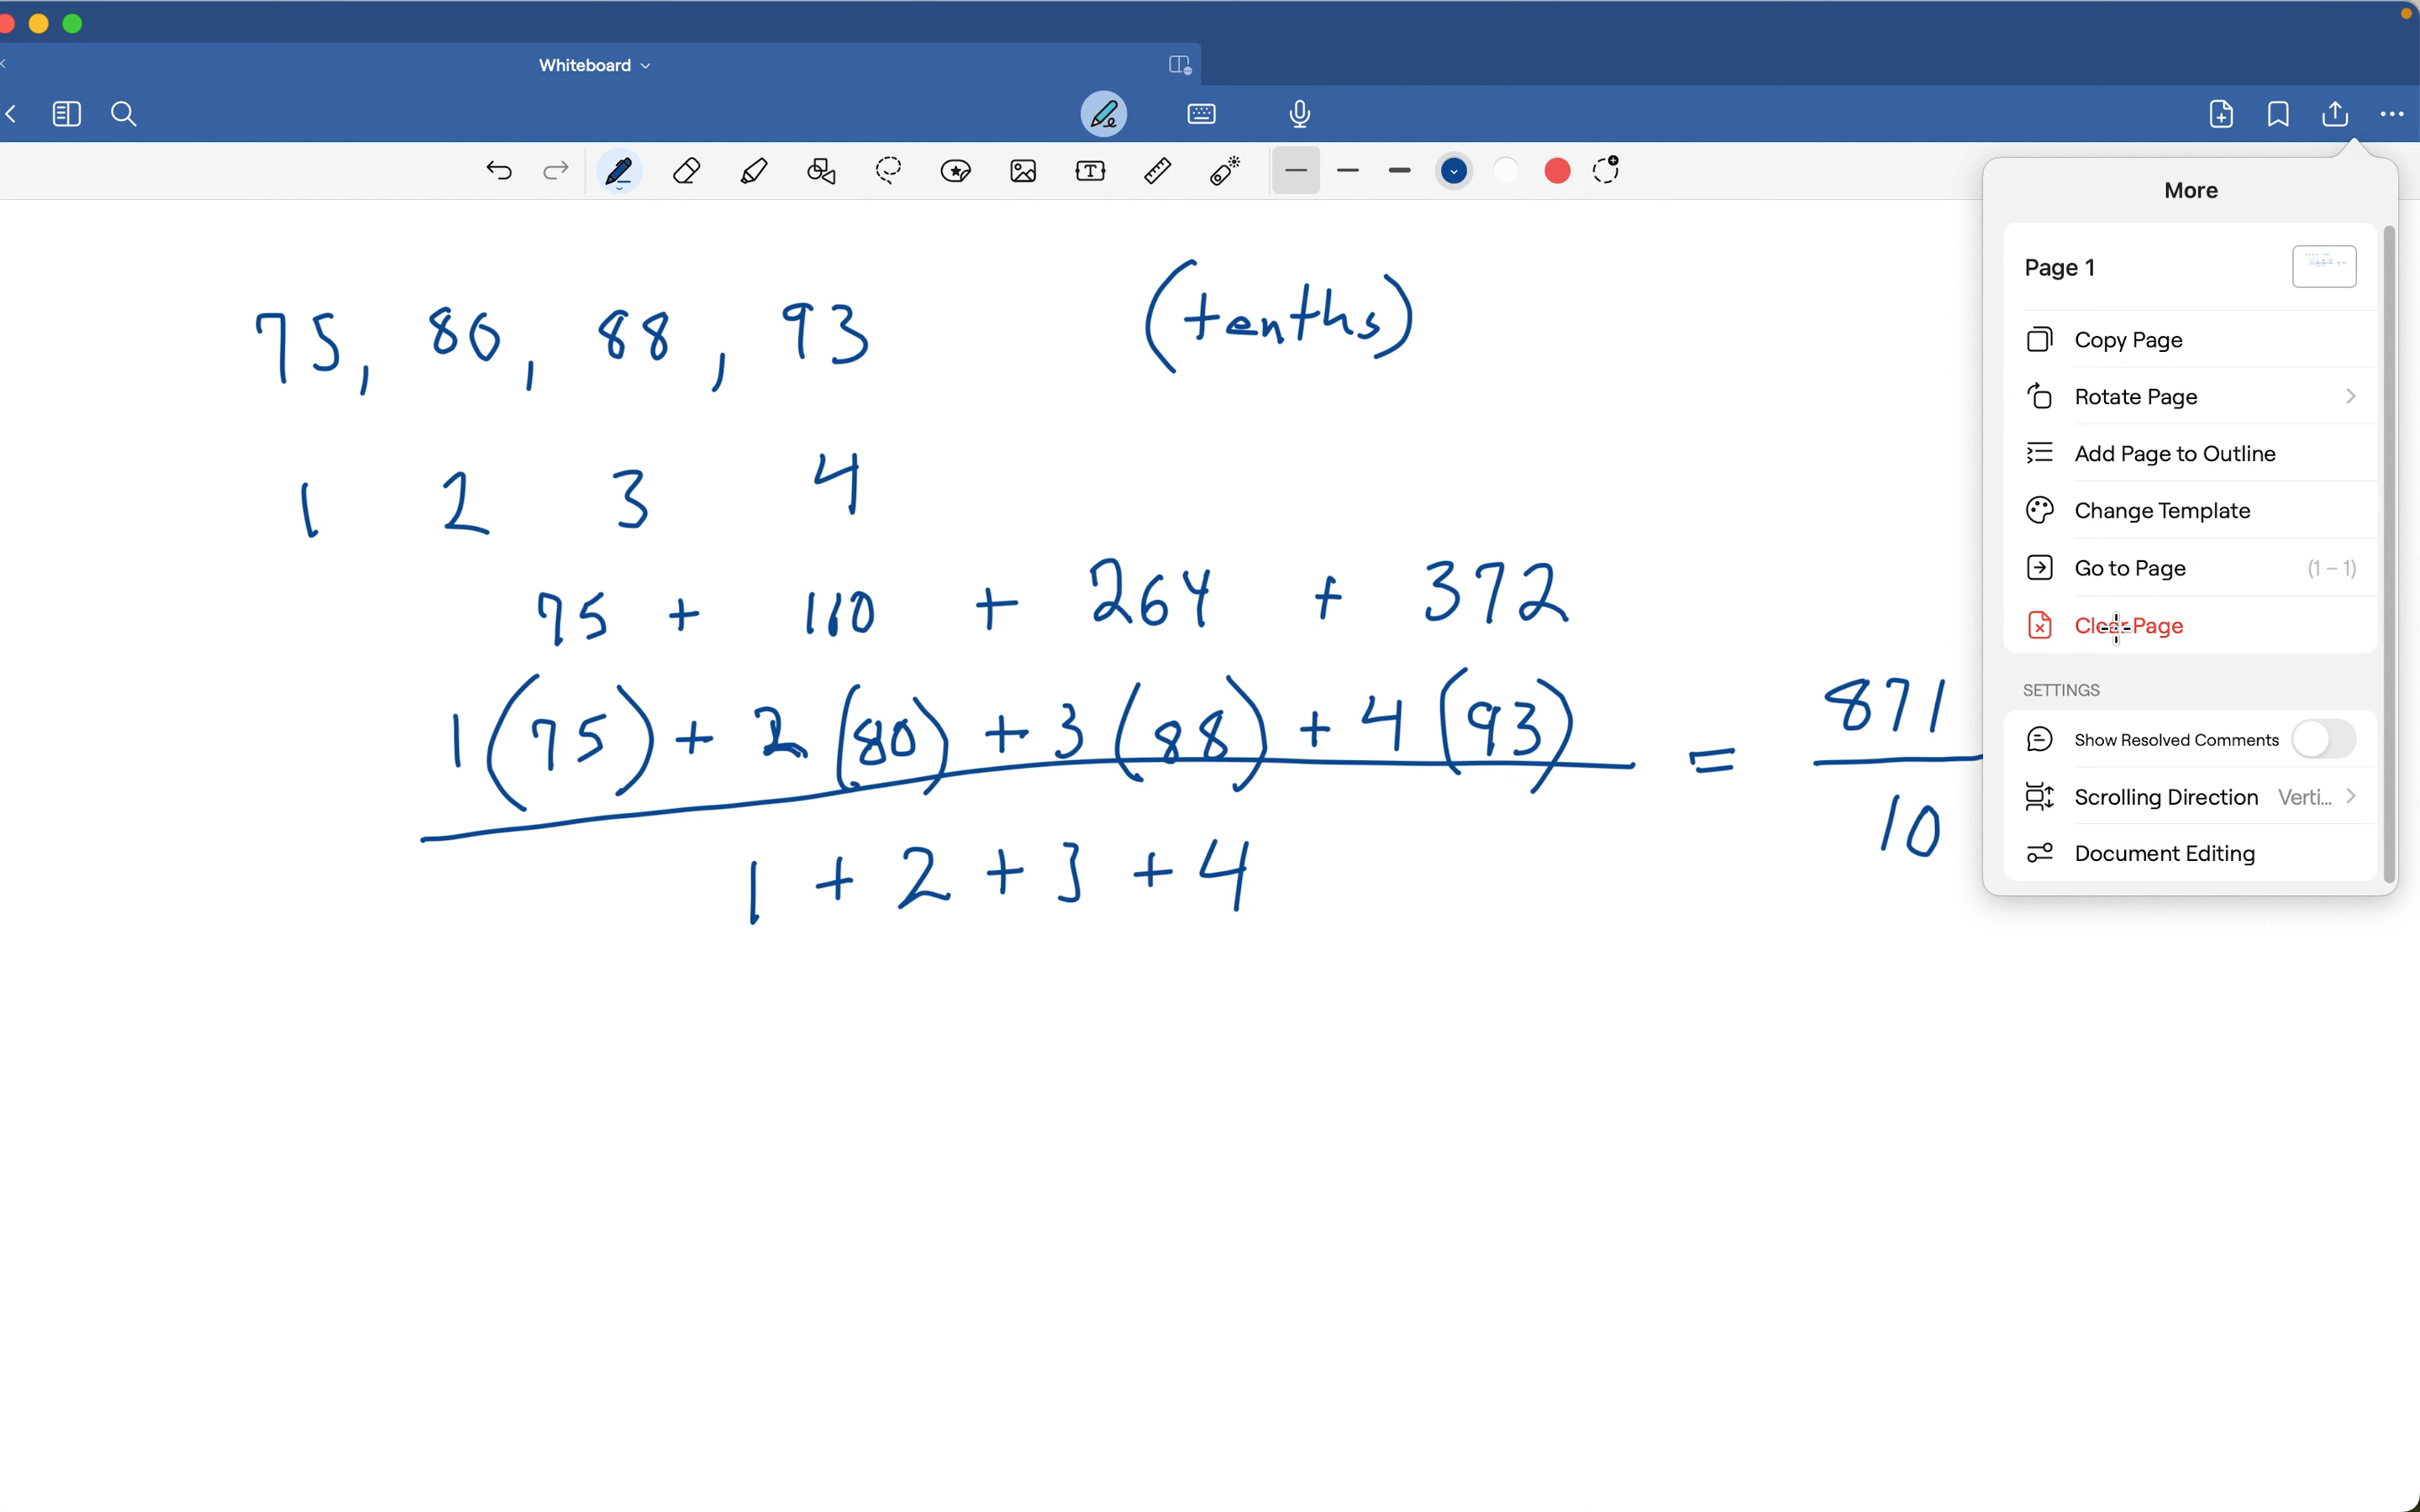 Whiteboard
More
Page 1
Copy Page
Rotate Page
Add Page to Outline
Change Template
Go to Page (1 – 1)
Clear Page
SETTINGS
Show Resolved Comments
Scrolling Direction Verti...
Document Editing
75, 80, 88, 93 (tenths)
1 2 3 4
75 + 160 + 264 + 372
1(75) + 2(80) + 3(88) + 4(93) = 871
1 + 2 + 3 + 4 10